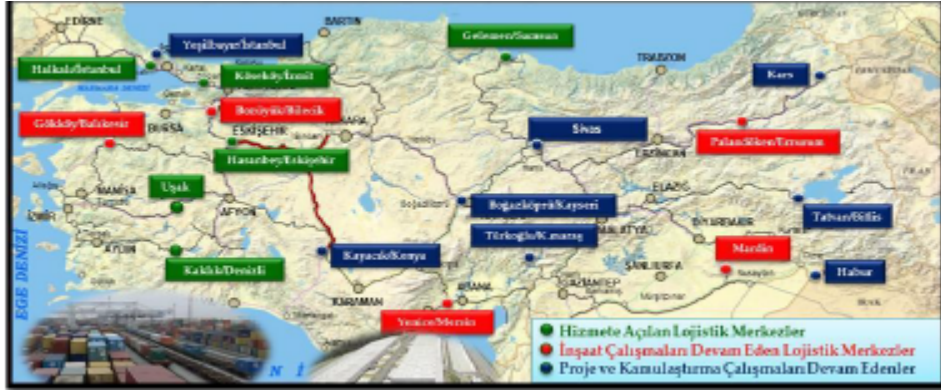 EDİRNE
BARTIN
Yeşilbayır/İstanbul
Gelemen/Samsun
Halkalı/İstanbul
Köseköy/İzmit
TRABZON
Kars
Bozüyük/Bilecik
Gökköy/Balıkesir
BURSA
ESKİŞEHİR
Sivas
Palandöken/Erzurum
ERZİNCAN
Hasanbey/Eskişehir
Uşak
MANİSA
ELAZIĞ
İZMİR
AFYON
Boğazköprü/Kayseri
Tatvan/Bitlis
DİYARBAKIR
MALATYA
AYDIN
Kayacık/Konya
Türkoğlu/K.maraş
Mardin
Kaklık/Denizli
ŞANLIURFA
Habur
EGE DENİZİ
KARAMAN
ADANA
GAZİANTEP
Yenice/Mersin
Hizmete Açılan Lojistik Merkezler
İnşaat Çalışmaları Devam Eden Lojistik Merkezler
Proje ve Kamulaştırma Çalışmaları Devam Edenler